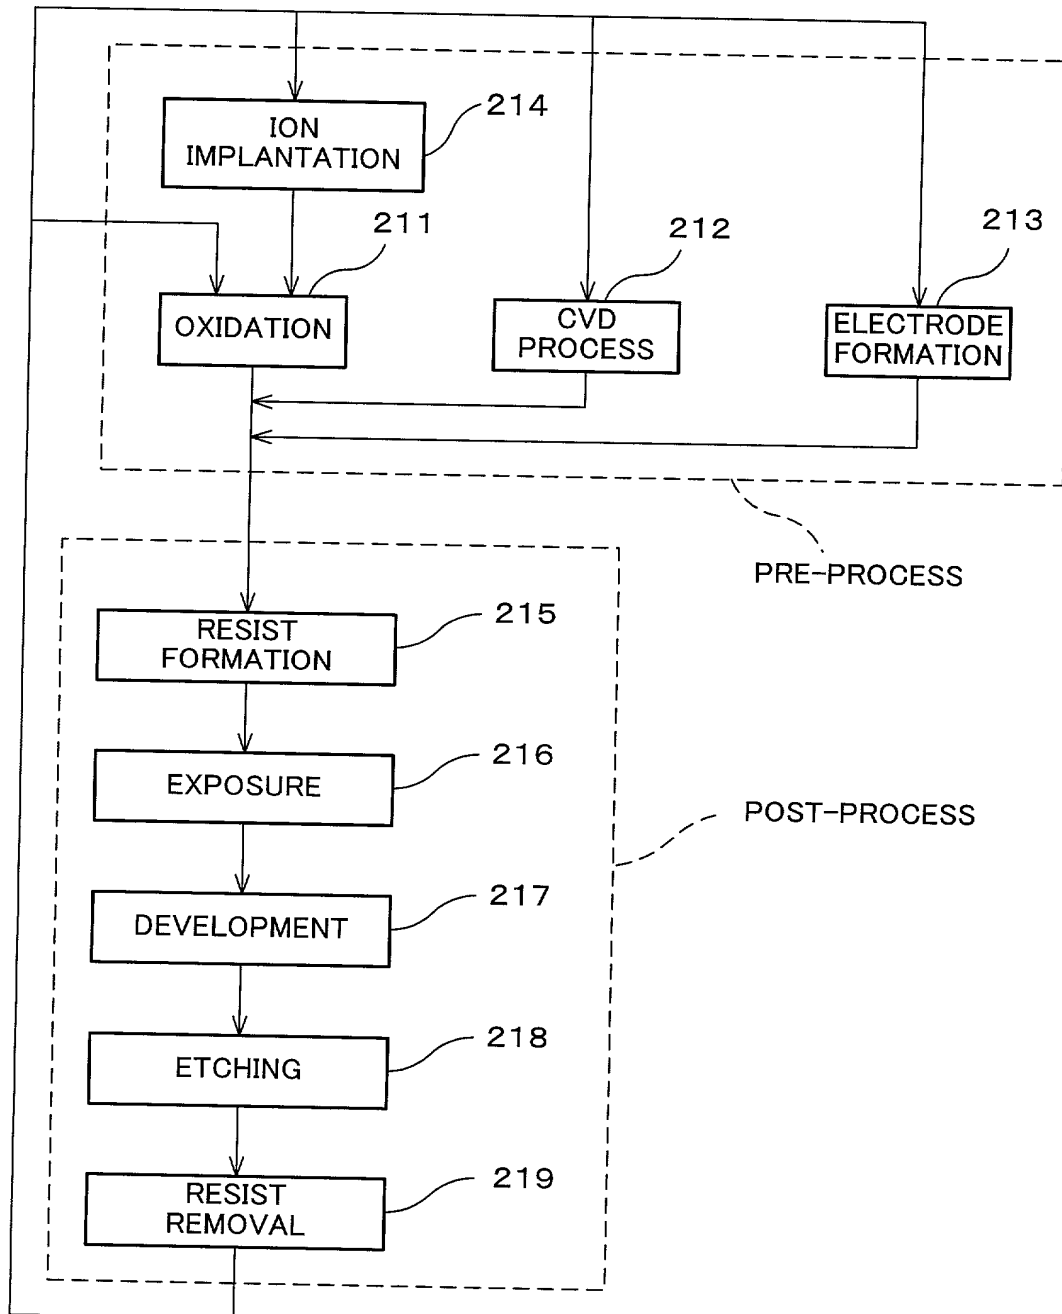 214
ION
IMPLANTATION
211
212
213
OXIDATION
CVD
PROCESS
ELECTRODE
FORMATION
PRE-PROCESS
215
RESIST
FORMATION
216
EXPOSURE
POST-PROCESS
217
DEVELOPMENT
218
ETCHING
219
RESIST
REMOVAL